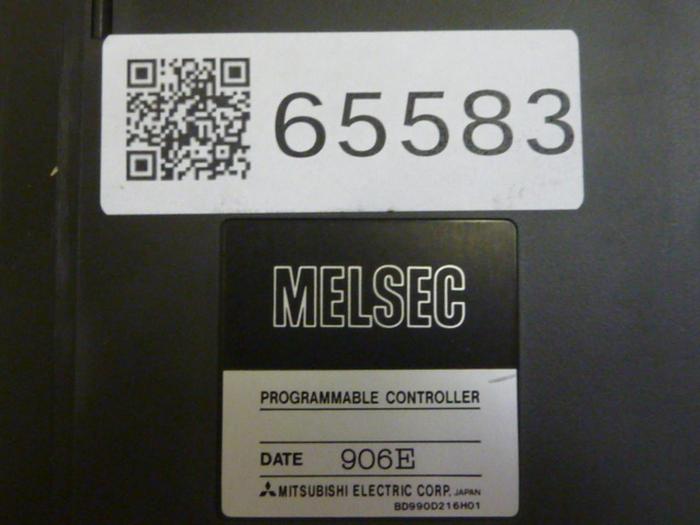 65583
MELSEC
PROGRAMMABLE CONTROLLER
DATE 906E
MITSUBISHI ELECTRIC CORP. JAPAN
BD990D216H01